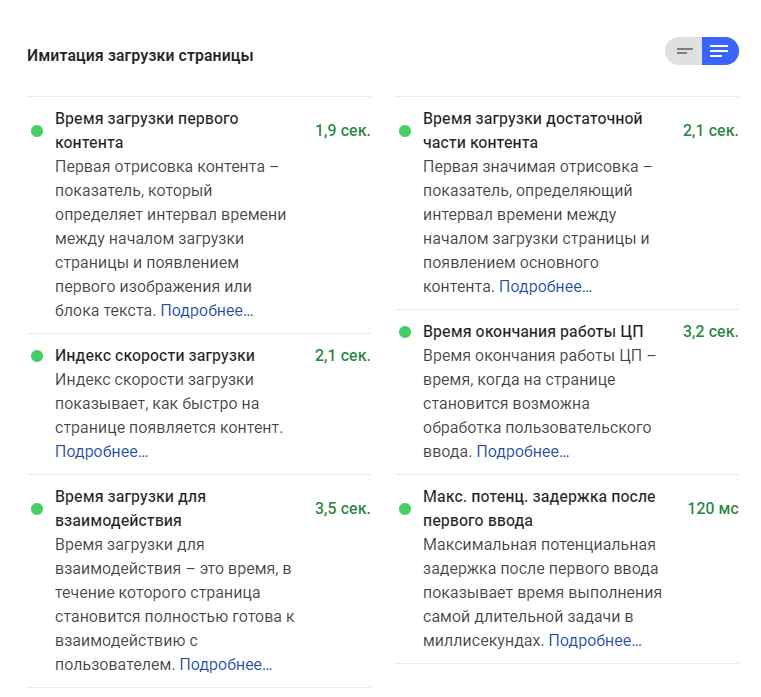 Имитация загрузки страницы
Время загрузки первого
контента
1,9 сек.
Первая отрисовка контента –
показатель, который
определяет интервал времени
между началом загрузки
страницы и появлением
первого изображения или
блока текста. Подробнее…
Индекс скорости загрузки
2,1 сек.
Индекс скорости загрузки
показывает, как быстро на
странице появляется контент.
Подробнее…
Время загрузки для
взаимодействия
3,5 сек.
Время загрузки для
взаимодействия – это время, в
течение которого страница
становится полностью готова к
взаимодействию с
пользователем. Подробнее…
Время загрузки достаточной
части контента
2,1 сек.
Первая значимая отрисовка –
показатель, определяющий
интервал времени между
началом загрузки страницы и
появлением основного
контента. Подробнее…
Время окончания работы ЦП
3,2 сек.
Время окончания работы ЦП –
время, когда на странице
становится возможна
обработка пользовательского
ввода. Подробнее…
Макс. потенц. задержка после
первого ввода
120 мс
Максимальная потенциальная
задержка после первого ввода
показывает время выполнения
самой длительной задачи в
миллисекундах. Подробнее…